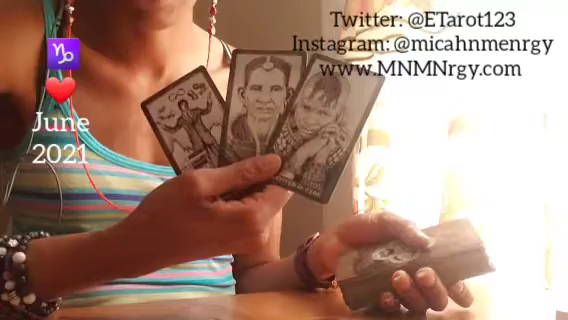 Twitter: @ETarot123
Instagram: @micahnmenrgy
www.MNMNrgy.com
♑
❤️
June
2021